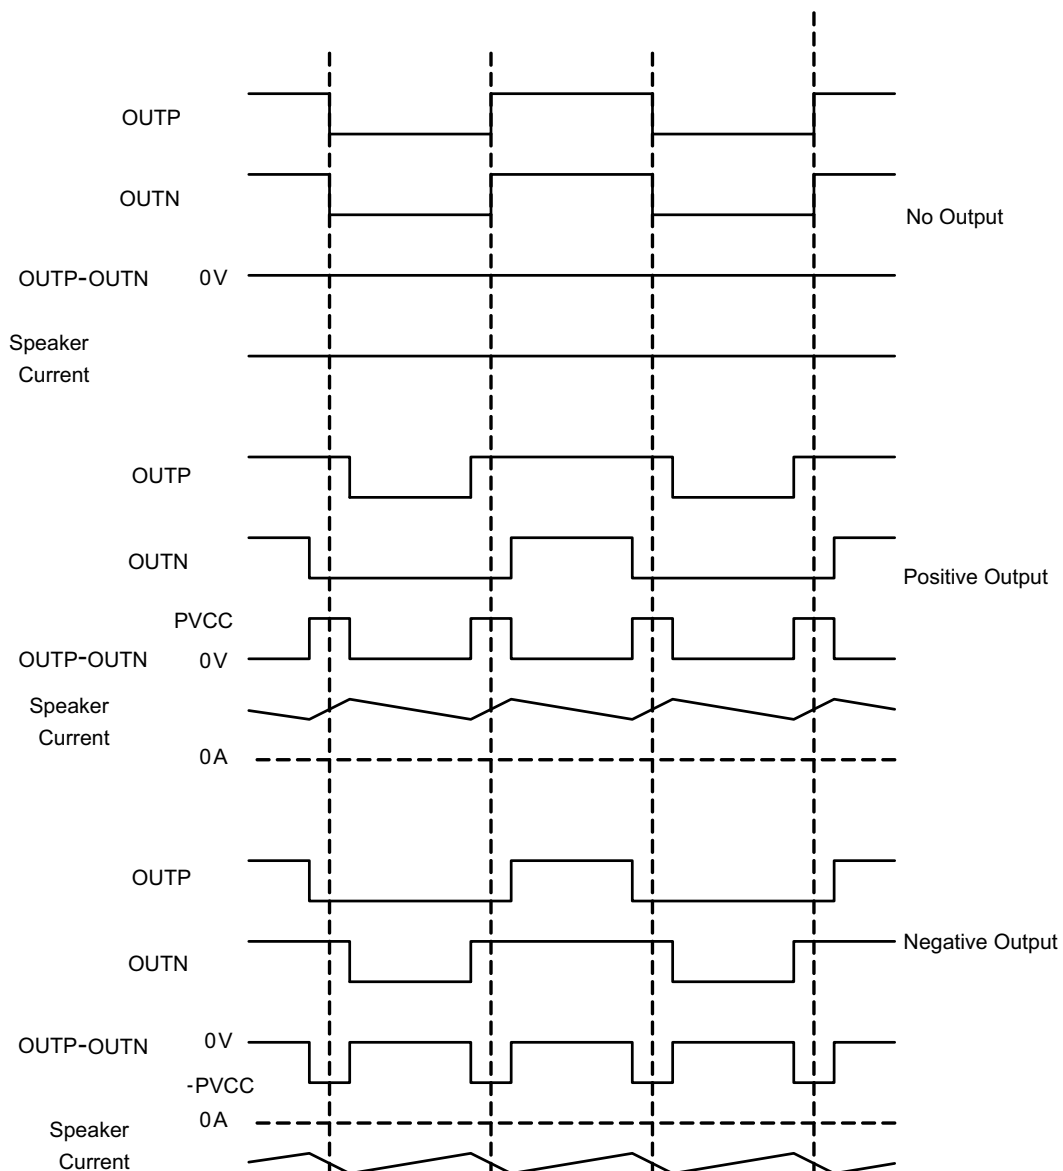 OUTP
OUTN
No Output
OUTP-OUTN 0V
Speaker
Current
OUTP
OUTN
Positive Output
PVCC
OUTP-OUTN 0V
Speaker
Current
0A
OUTP
OUTN
Negative Output
OUTP-OUTN 0V
-PVCC
0A
Speaker
Current